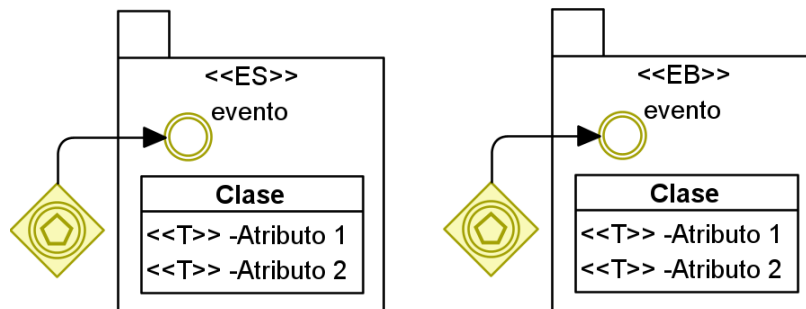 <<ES>>
evento
Clase
<<T>> -Atributo 1
<<T>> -Atributo 2
<<EB>>
evento
Clase
<<T>> -Atributo 1
<<T>> -Atributo 2